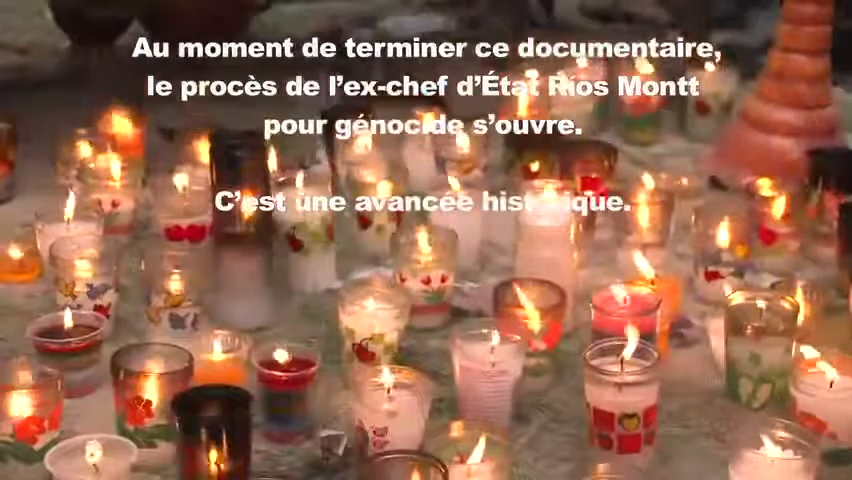 Au moment de terminer ce documentaire,
le procès de l'ex-chef d'État Ríos Montt
pour génocide s'ouvre.
C'est une avancée historique.